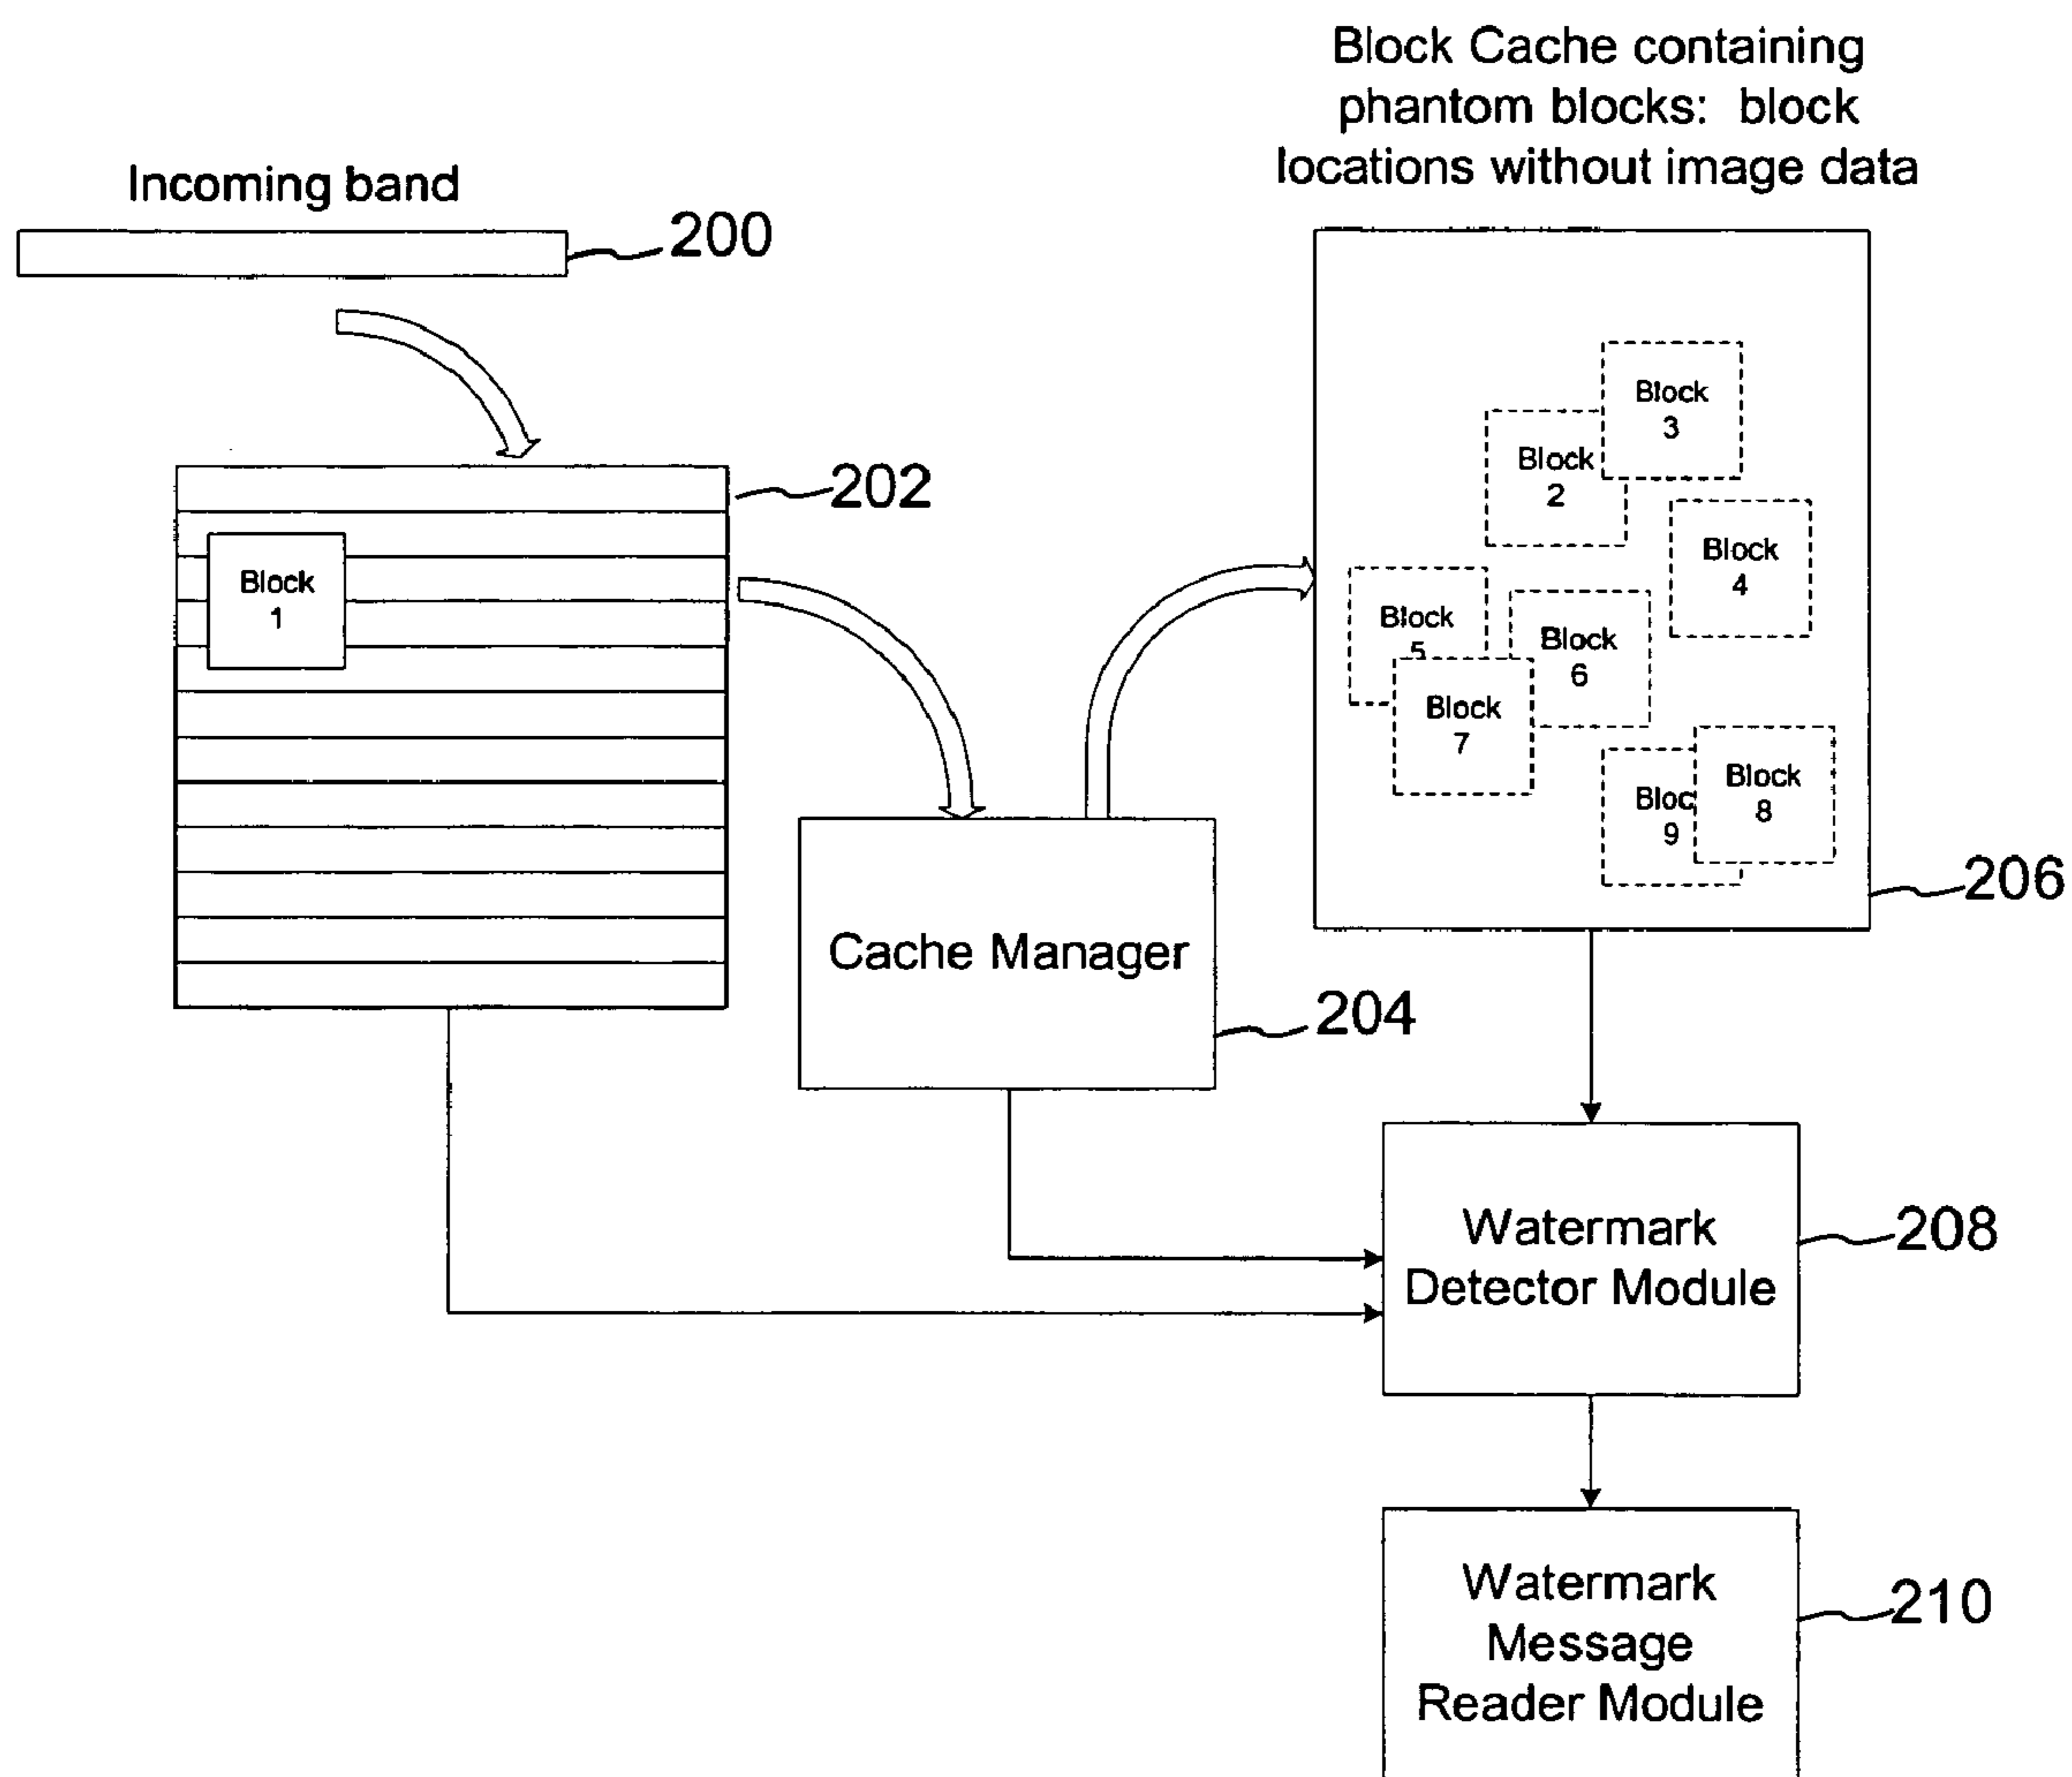 Block Cache containing
phantom blocks: block
locations without image data
Incoming band
200
202
Block
1
Block
3
Block
2
Block
4
Block
5
Block
6
Block
7
Block
8
Bloc
9
206
Cache Manager
204
Watermark
Detector Module
208
Watermark
Message
Reader Module
210